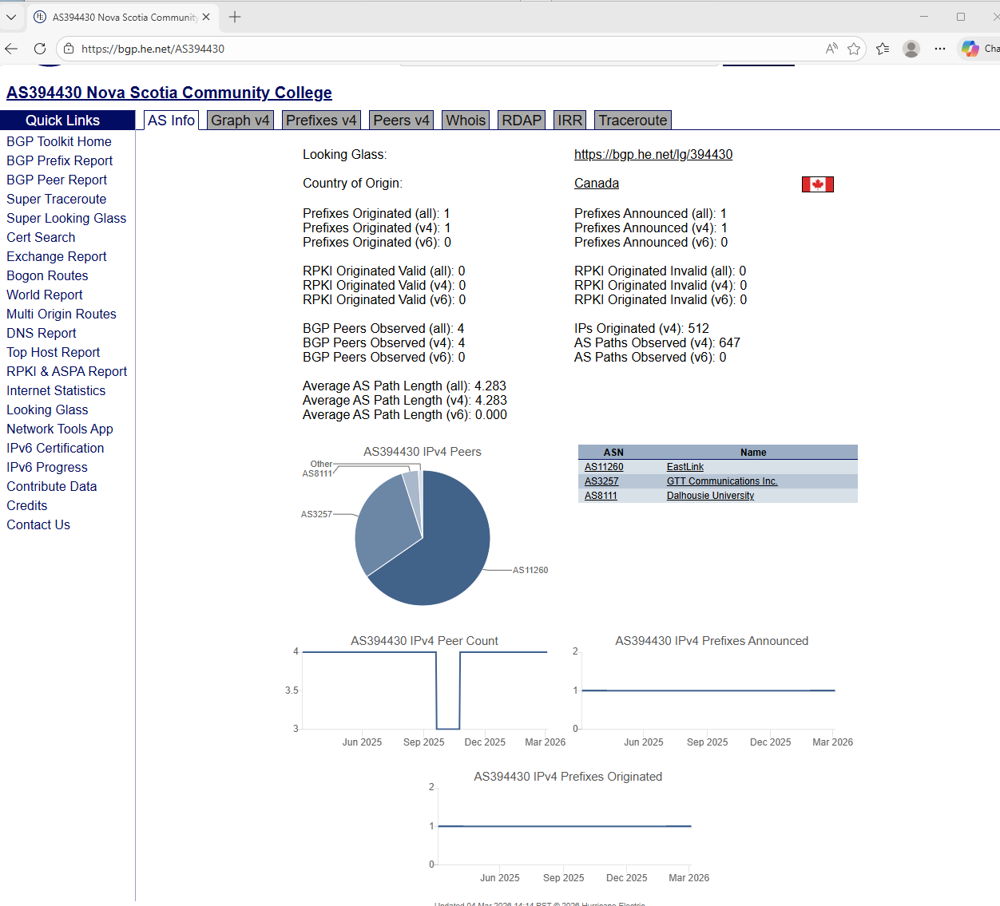 AS394430 Nova Scotia Community
https://bgp.he.net/AS394430
Cha
AS394430 Nova Scotia Community College
Quick Links
AS Info
Graph v4
Prefixes v4
Peers v4
Whois
RDAP
IRR
Traceroute
BGP Toolkit Home
BGP Prefix Report
BGP Peer Report
Super Traceroute
Super Looking Glass
Cert Search
Exchange Report
Bogon Routes
World Report
Multi Origin Routes
DNS Report
Top Host Report
RPKI & ASPA Report
Internet Statistics
Looking Glass
Network Tools App
IPv6 Certification
IPv6 Progress
Contribute Data
Credits
Contact Us
Looking Glass: https://bgp.he.net/lg/394430
Country of Origin: Canada
Prefixes Originated (all): 1
Prefixes Originated (v4): 1
Prefixes Originated (v6): 0
Prefixes Announced (all): 1
Prefixes Announced (v4): 1
Prefixes Announced (v6): 0
RPKI Originated Valid (all): 0
RPKI Originated Valid (v4): 0
RPKI Originated Valid (v6): 0
RPKI Originated Invalid (all): 0
RPKI Originated Invalid (v4): 0
RPKI Originated Invalid (v6): 0
BGP Peers Observed (all): 4
BGP Peers Observed (v4): 4
BGP Peers Observed (v6): 0
IPs Originated (v4): 512
AS Paths Observed (v4): 647
AS Paths Observed (v6): 0
Average AS Path Length (all): 4.283
Average AS Path Length (v4): 4.283
Average AS Path Length (v6): 0.000
AS394430 IPv4 Peers
Other
AS8111
AS3257
AS11260
ASN Name
AS11260 EastLink
AS3257 GTT Communications Inc.
AS8111 Dalhousie University
AS394430 IPv4 Peer Count
4
3.5
3
Jun 2025 Sep 2025 Dec 2025 Mar 2026
AS394430 IPv4 Prefixes Announced
2
1
0
Jun 2025 Sep 2025 Dec 2025 Mar 2026
AS394430 IPv4 Prefixes Originated
2
1
0
Jun 2025 Sep 2025 Dec 2025 Mar 2026
Updated 04 Mar 2026 14:14 PST © 2026 Hurricane Electric